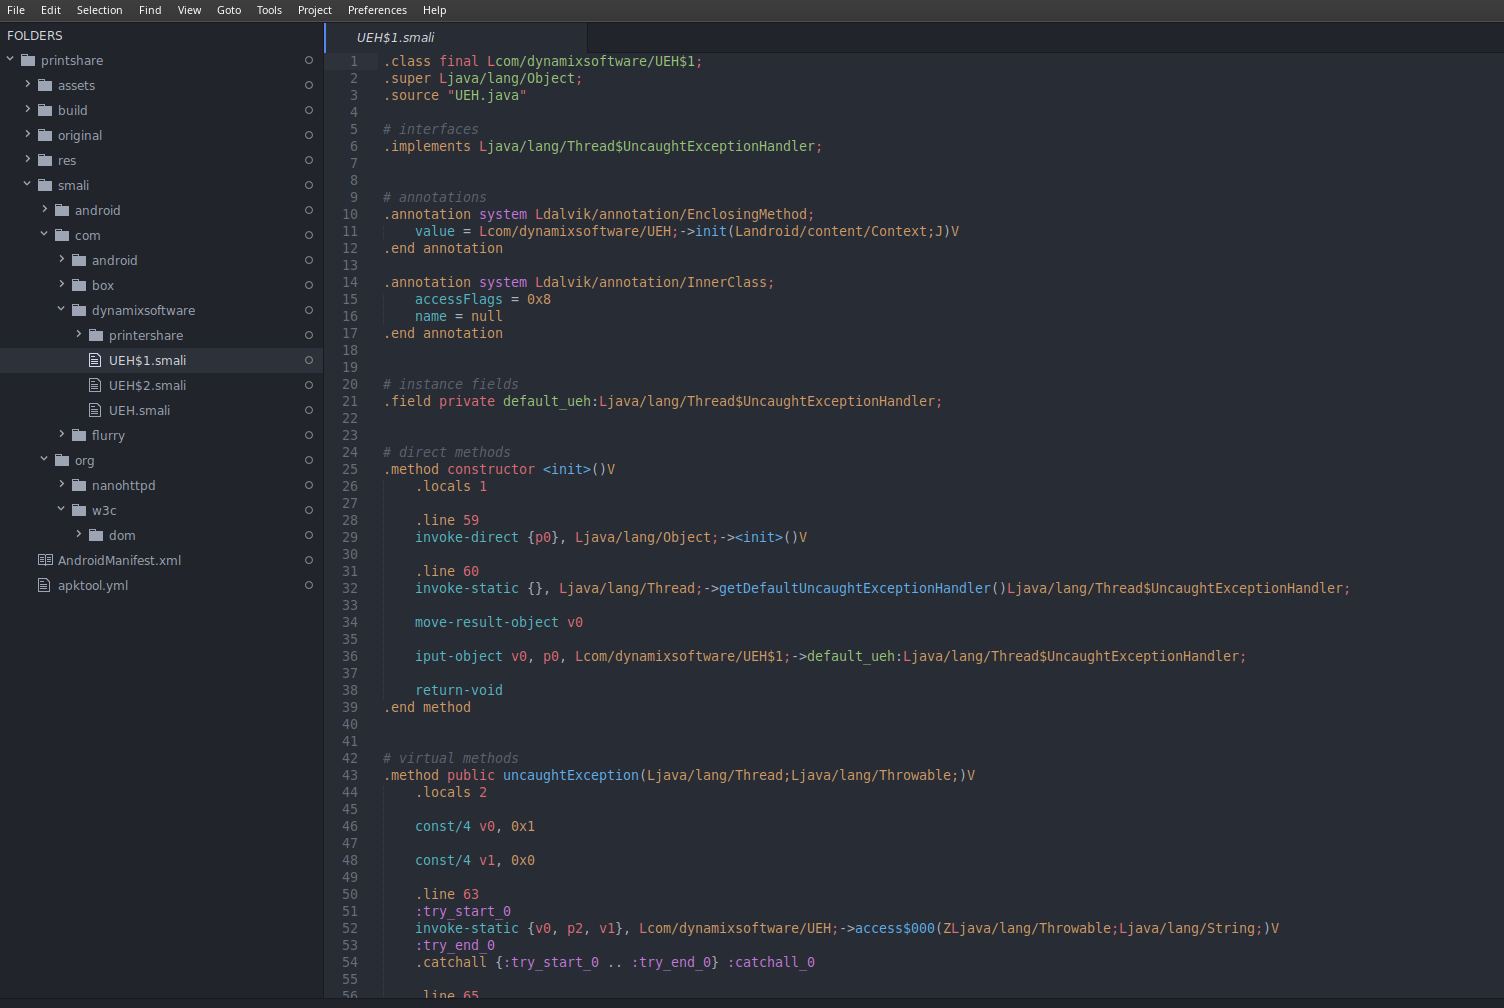 File Edit Selection Find View Goto Tools Project Preferences Help
FOLDERS
printshare
assets
build
original
res
smali
android
com
android
box
dynamixsoftware
printershare
UEH$1.smali
UEH$2.smali
UEH.smali
flurry
org
nanohttpd
w3c
dom
AndroidManifest.xml
apktool.yml
UEH$1.smali
1 .class final Lcom/dynamixsoftware/UEH$1;
2 .super Ljava/lang/Object;
3 .source "UEH.java"
4
5 # interfaces
6 .implements Ljava/lang/Thread$UncaughtExceptionHandler;
7
8
9 # annotations
10 .annotation system Ldalvik/annotation/EnclosingMethod;
11     value = Lcom/dynamixsoftware/UEH;->init(Landroid/content/Context;J)V
12 .end annotation
13
14 .annotation system Ldalvik/annotation/InnerClass;
15     accessFlags = 0x8
16     name = null
17 .end annotation
18
19
20 # instance fields
21 .field private default_ueh:Ljava/lang/Thread$UncaughtExceptionHandler;
22
23
24 # direct methods
25 .method constructor <init>()V
26     .locals 1
27
28     .line 59
29     invoke-direct {p0}, Ljava/lang/Object;-><init>()V
30
31     .line 60
32     invoke-static {}, Ljava/lang/Thread;->getDefaultUncaughtExceptionHandler()Ljava/lang/Thread$UncaughtExceptionHandler;
33
34     move-result-object v0
35
36     iput-object v0, p0, Lcom/dynamixsoftware/UEH$1;->default_ueh:Ljava/lang/Thread$UncaughtExceptionHandler;
37
38     return-void
39 .end method
40
41
42 # virtual methods
43 .method public uncaughtException(Ljava/lang/Thread;Ljava/lang/Throwable;)V
44     .locals 2
45
46     const/4 v0, 0x1
47
48     const/4 v1, 0x0
49
50     .line 63
51     :try_start_0
52     invoke-static {v0, p2, v1}, Lcom/dynamixsoftware/UEH;->access$000(ZLjava/lang/Throwable;Ljava/lang/String;)V
53     :try_end_0
54     .catchall {:try_start_0 .. :try_end_0} :catchall_0
55
56     .line 65